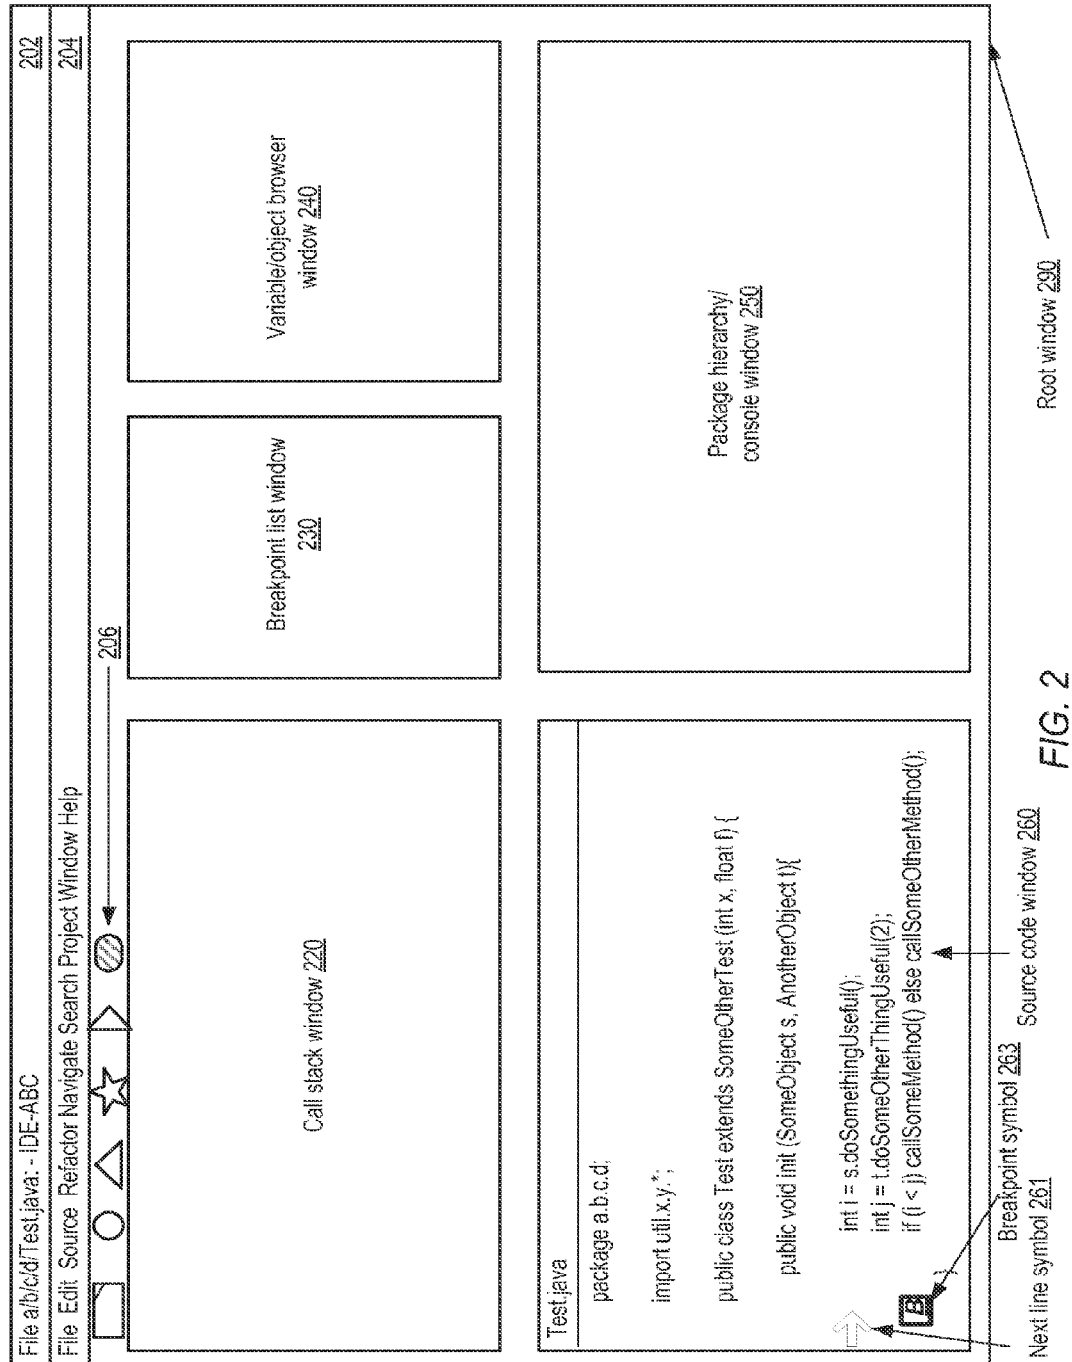 File a/b/c/d/Test.java: - IDE-ABC 202
File Edit Source Refactor Navigate Search Project Window Help 204
206
Call stack window 220
Breakpoint list window
230
Variable/object browser
window 240
Test.java
package a.b.c.d;
import util.x.y.*;
public class Test extends SomeOtherTest (int x, float f) {
public void init (SomeObject s, AnotherObject t){
int i = s.doSomethingUseful();
int j = t.doSomeOtherThingUseful(2);
if (i < j) callSomeMethod() else callSomeOtherMethod();
B
}
Package hierarchy/
console window 250
Next line symbol 261
Breakpoint symbol 263
Source code window 260
Root window 290
FIG. 2